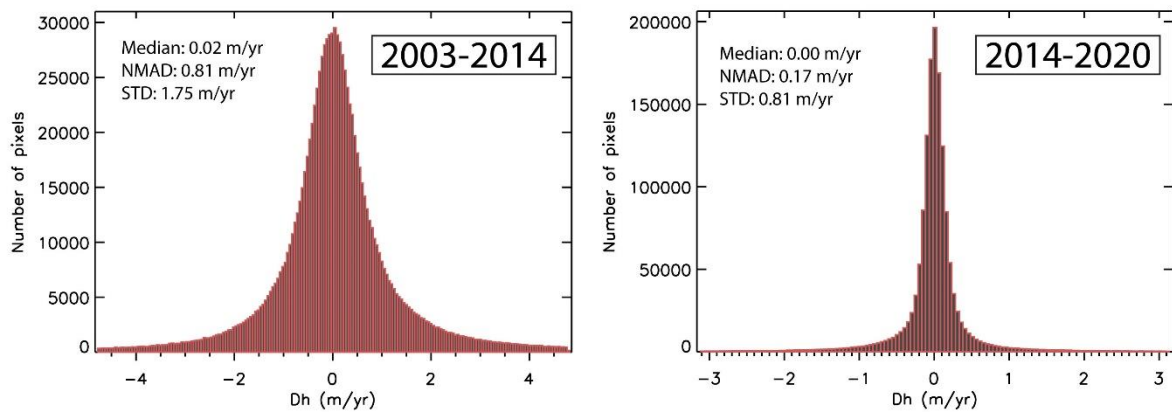 30000
25000
20000
15000
10000
5000
0
Number of pixels
Median: 0.02 m/yr
NMAD: 0.81 m/yr
STD: 1.75 m/yr
2003-2014
−4 −2 0 2 4
Dh (m/yr)
200000
150000
100000
50000
0
Number of pixels
Median: 0.00 m/yr
NMAD: 0.17 m/yr
STD: 0.81 m/yr
2014-2020
−3 −2 −1 0 1 2 3
Dh (m/yr)